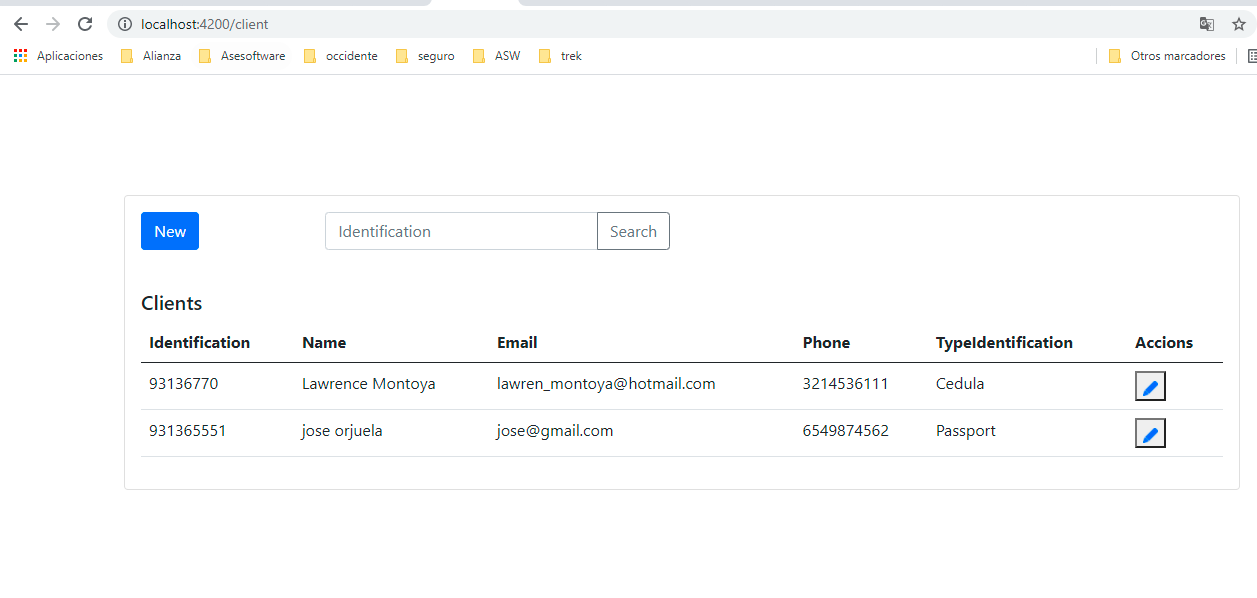 localhost:4200/client
Aplicaciones Alianza Asesoftware occidente seguro ASW trek Otros marcadores
New Identification Search
Clients
Identification Name Email Phone TypeIdentification Accions
93136770 Lawrence Montoya lawren_montoya@hotmail.com 3214536111 Cedula
931365551 jose orjuela jose@gmail.com 6549874562 Passport